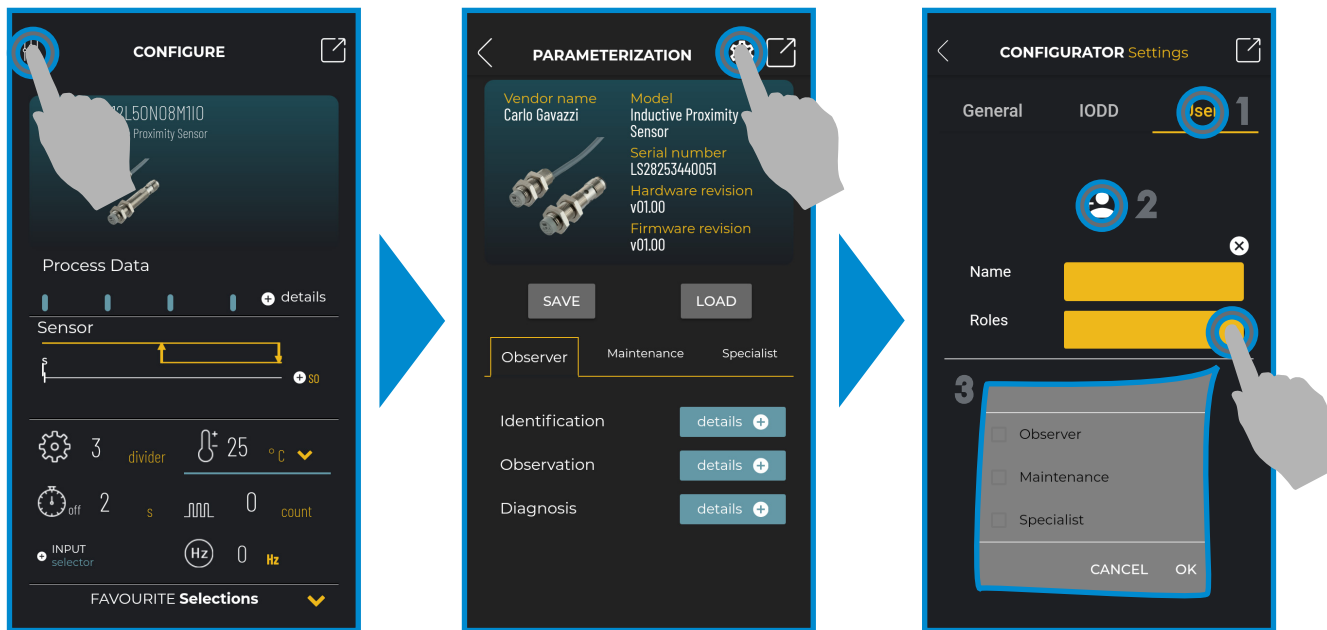 CONFIGURE
2L50N08M1IO
Proximity Sensor
Process Data
details
Sensor
s
SO
3 divider
25 °C
off 2 s
0 count
INPUT
selector
Hz 0 Hz
FAVOURITE Selections
PARAMETERIZATION
Vendor name
Carlo Gavazzi
Model
Inductive Proximity
Sensor
Serial number
LS28253440051
Hardware revision
v01.00
Firmware revision
v01.00
SAVE LOAD
Observer Maintenance Specialist
Identification details
Observation details
Diagnosis details
CONFIGURATOR Settings
General IODD User 1
2
Name
Roles
3
Observer
Maintenance
Specialist
CANCEL OK